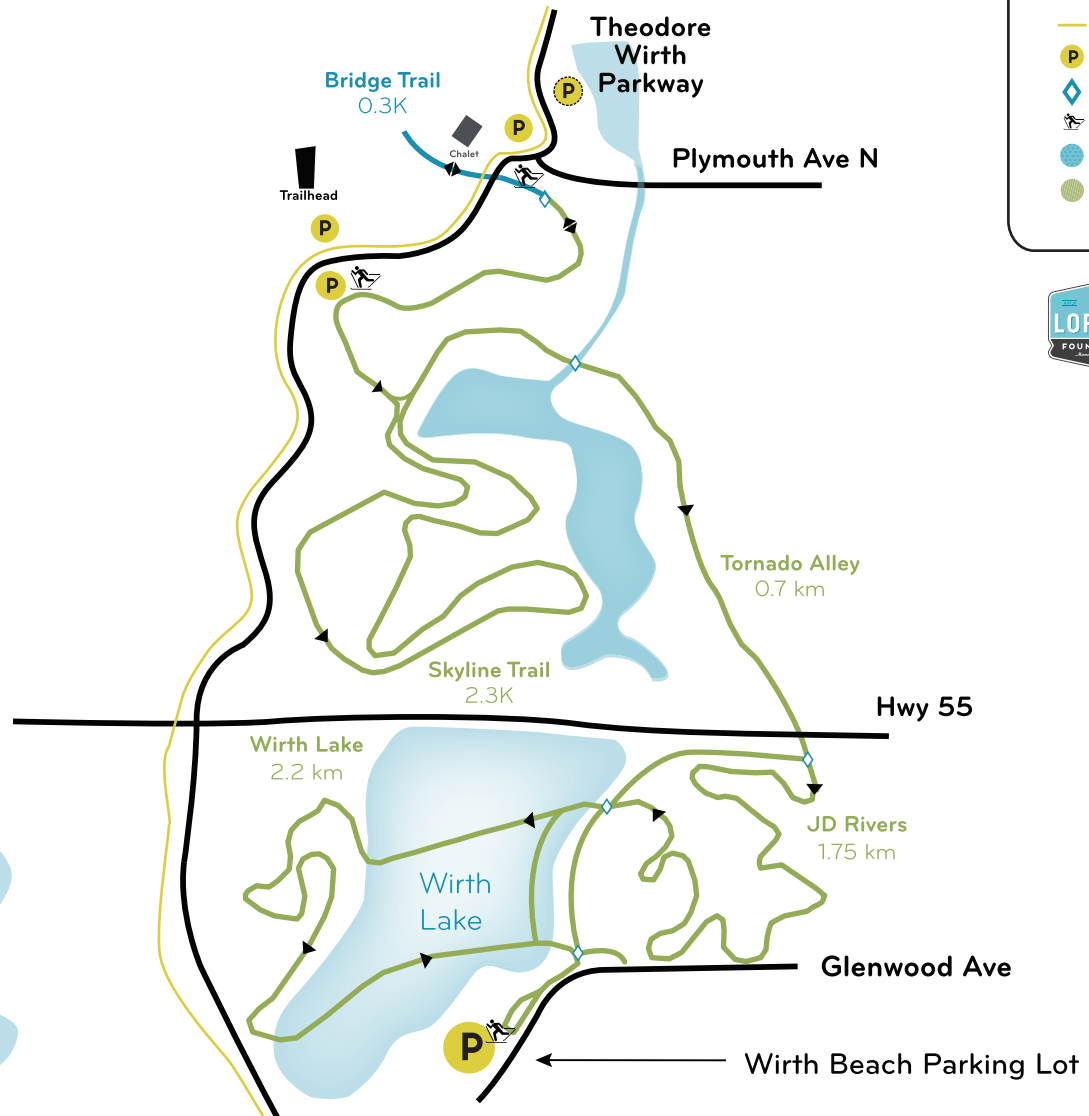 Theodore
Wirth
Parkway
Bridge Trail
0.3K
P
P
P
Chalet
Plymouth Ave N
Trailhead
P
P
LOP
FOUN
Tornado Alley
0.7 km
Skyline Trail
2.3K
Hwy 55
Wirth Lake
2.2 km
JD Rivers
1.75 km
Wirth
Lake
Glenwood Ave
P
Wirth Beach Parking Lot